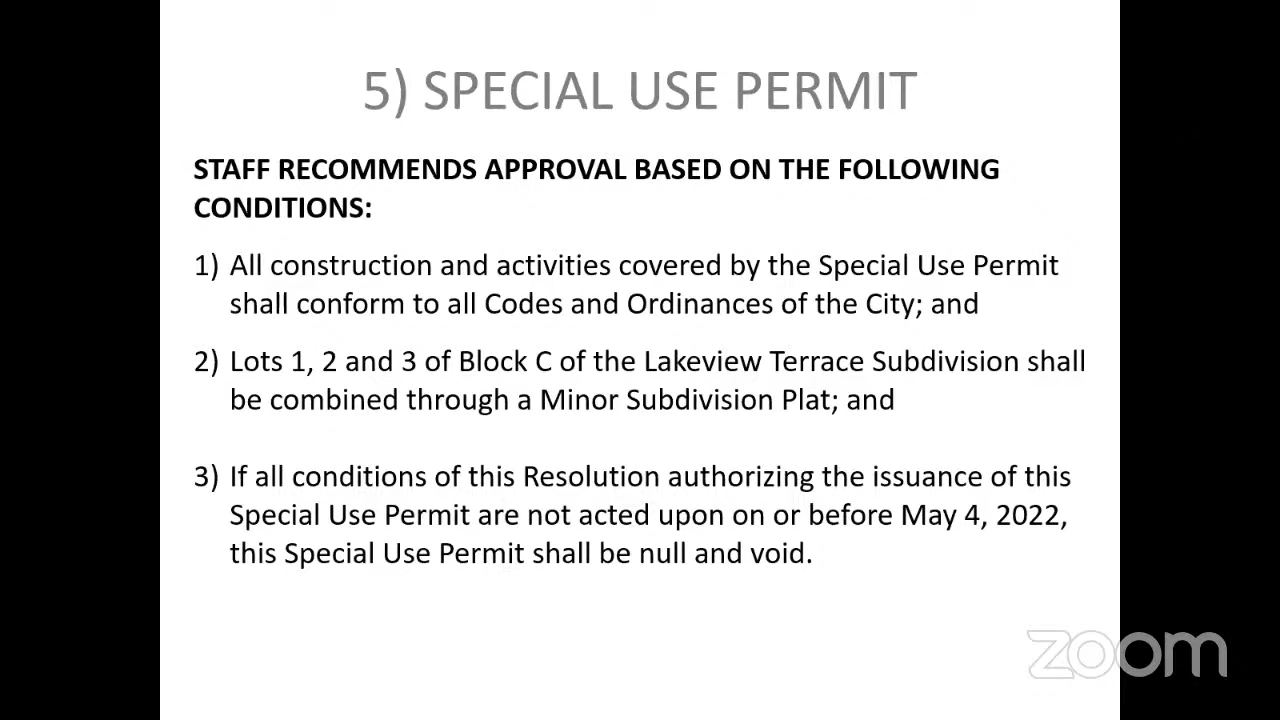 5) SPECIAL USE PERMIT
STAFF RECOMMENDS APPROVAL BASED ON THE FOLLOWING
CONDITIONS:
1) All construction and activities covered by the Special Use Permit
shall conform to all Codes and Ordinances of the City; and
2) Lots 1, 2 and 3 of Block C of the Lakeview Terrace Subdivision shall
be combined through a Minor Subdivision Plat; and
3) If all conditions of this Resolution authorizing the issuance of this
Special Use Permit are not acted upon on or before May 4, 2022,
this Special Use Permit shall be null and void.
zoom